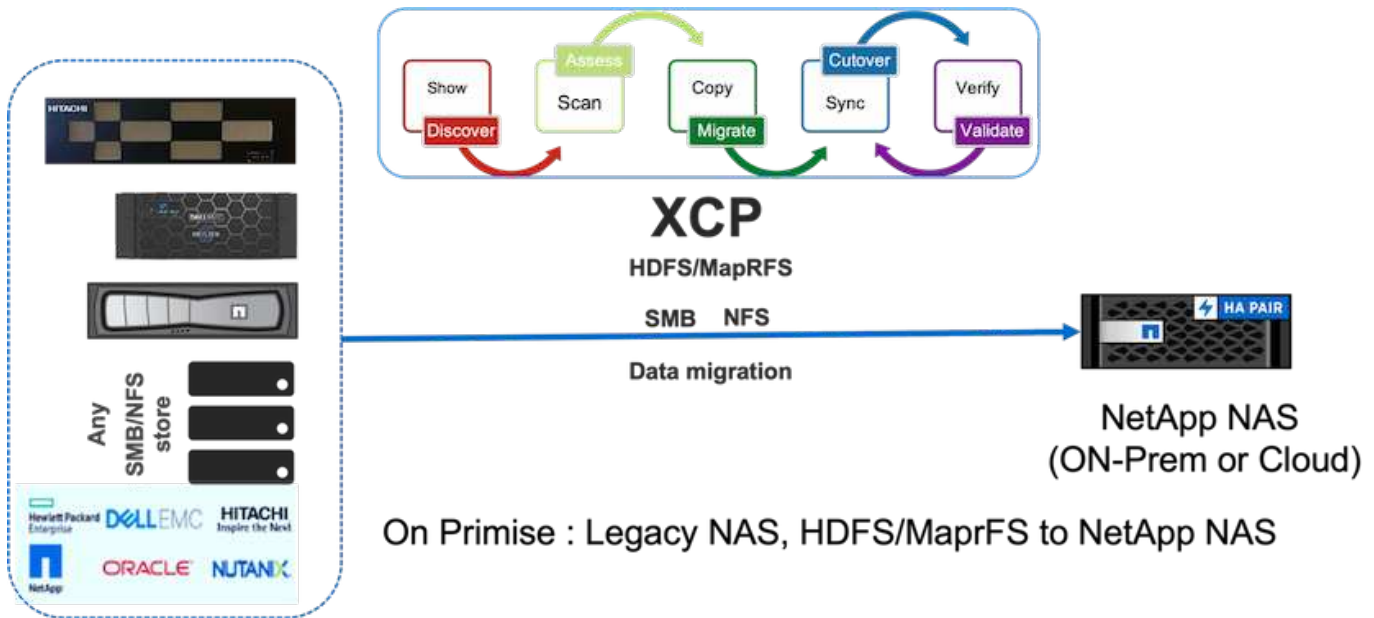 Show
Discover
Assess
Scan
Copy
Migrate
Cutover
Sync
Verify
Validate
XCP
HDFS/MapRFS
SMB NFS
Data migration
HITACHI
Any
SMB/NFS
store
Hewlett Packard
Enterprise
DELLEMC
HITACHI
Inspire the Next
NetApp
ORACLE
NUTANIX
HA PAIR
NetApp NAS
(ON-Prem or Cloud)
On Primise : Legacy NAS, HDFS/MaprFS to NetApp NAS